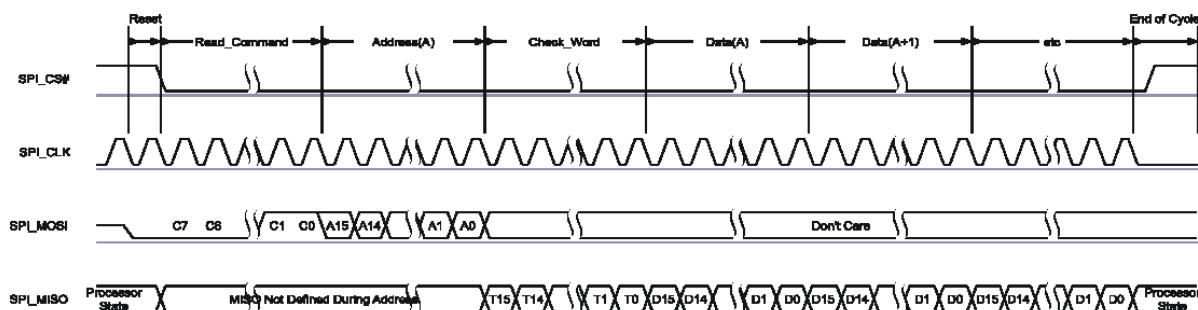 Reset End of Cycle
Read_Command Address(A) Check_Word Data(A) Data(A+1) etc
SPI_CS#
SPI_CLK
SPI_MOSI C7 C6 C1 C0 A15 A14 A1 A0 Don't Care
SPI_MISO Processor State MISO Not Defined During Address T15 T14 T1 T0 D15 D14 D1 D0 D15 D14 D1 D0 D15 D14 D1 D0 Processor State